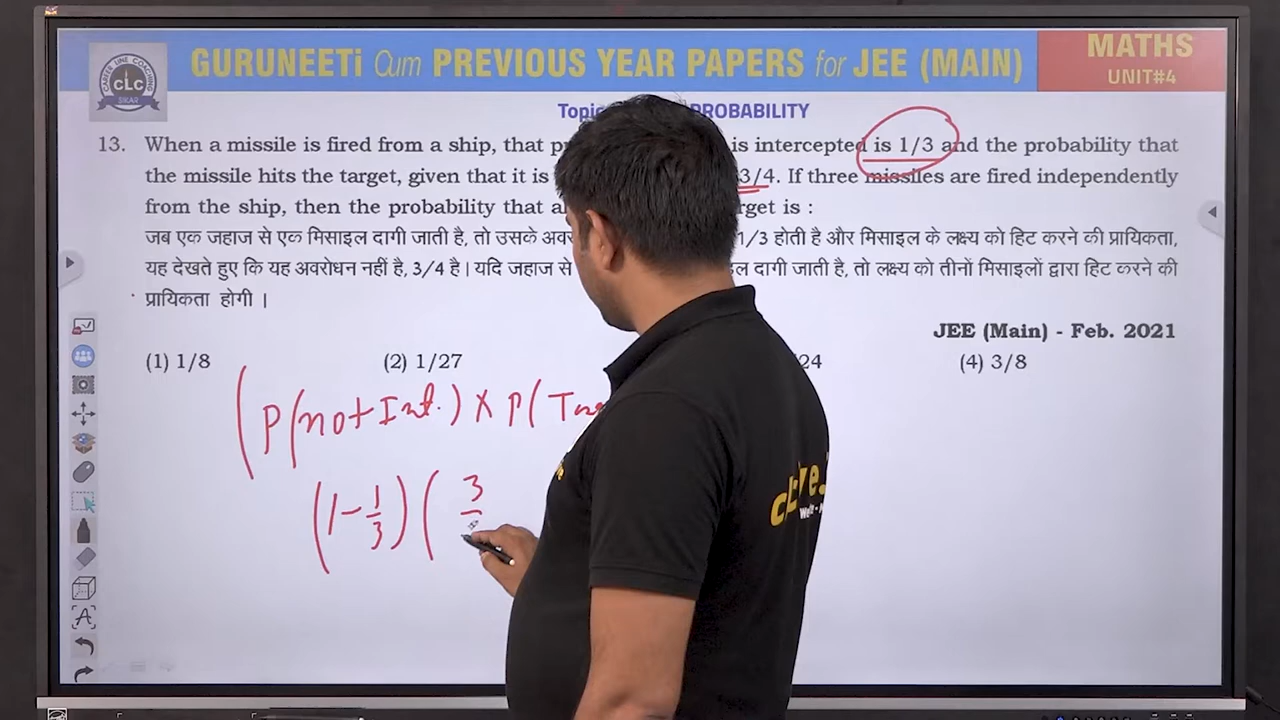 GURUNEETi Cum PREVIOUS YEAR PAPERS for JEE (MAIN)
MATHS
UNIT#4
CAREER LINE COACHING
CLC
SIKAR
PROBABILITY
13. When a missile is fired from a ship, that is intercepted is 1/3 and the probability that
the missile hits the target, given that it is 3/4. If three missiles are fired independently
from the ship, then the probability that is :
जब एक जहाज से एक मिसाइल दागी जाती है, तो उसके 1/3 होती है और मिसाइल के लक्ष्य को हिट करने की प्रायिकता,
यह देखते हुए कि यह अवरोधन नहीं है, 3/4 है। यदि जहाज से दागी जाती है, तो लक्ष्य को तीनों मिसाइलों द्वारा हिट करने की
प्रायिकता होगी ।
JEE (Main) - Feb. 2021
(1) 1/8 (2) 1/27 (4) 3/8
(P(not Int.) X P(
(1-1/3)(3